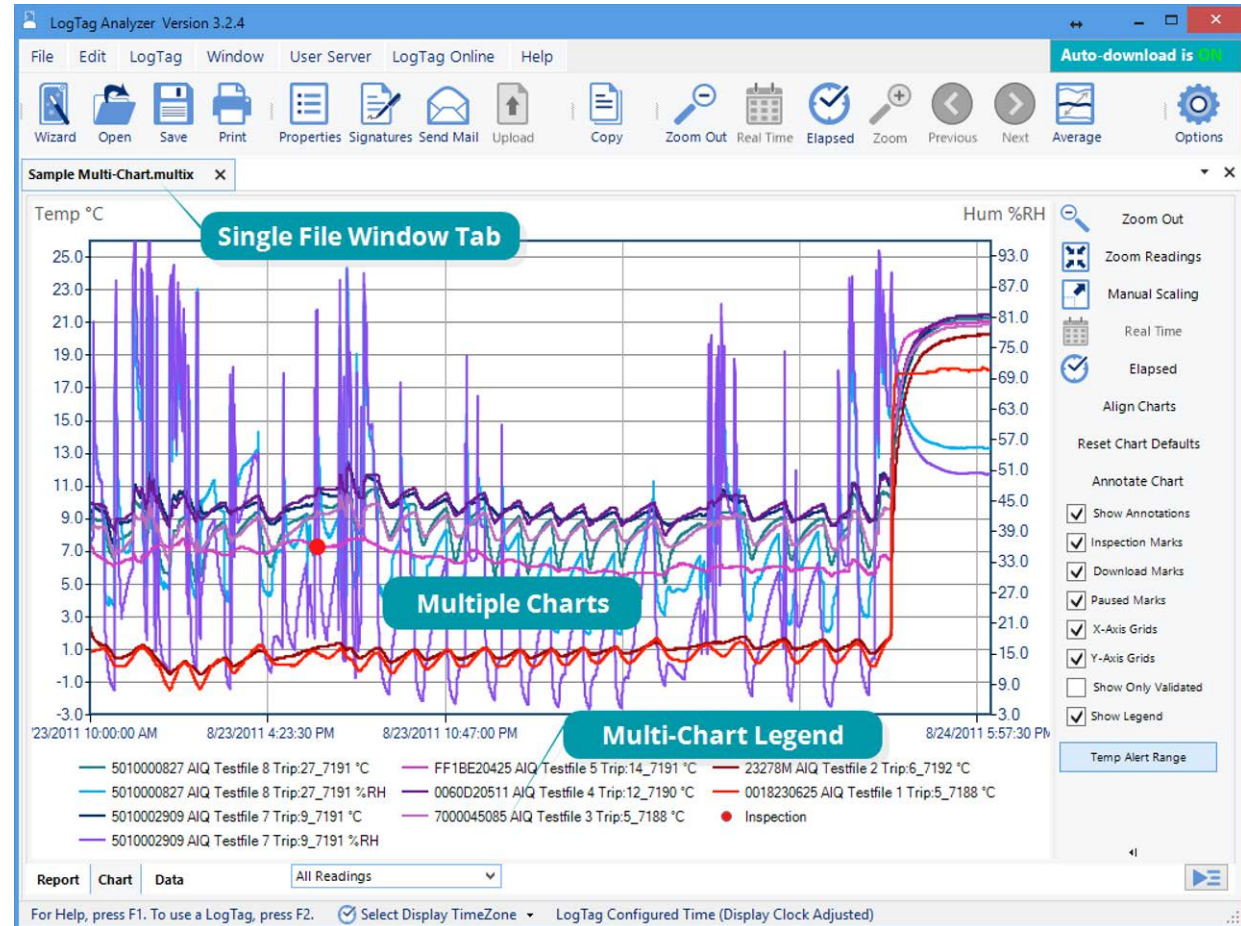 LogTag Analyzer Version 3.2.4
File Edit LogTag Window User Server LogTag Online Help
Auto-download is ON
Wizard Open Save Print Properties Signatures Send Mail Upload Copy Zoom Out Real Time Elapsed Zoom Previous Next Average Options
Sample Multi-Chart.multix
Temp °C
Hum %RH
Single File Window Tab
25.0
23.0
21.0
19.0
17.0
15.0
13.0
11.0
9.0
7.0
5.0
3.0
1.0
-1.0
-3.0
93.0
87.0
81.0
75.0
69.0
63.0
57.0
51.0
45.0
39.0
33.0
27.0
21.0
15.0
9.0
3.0
Multiple Charts
Multi-Chart Legend
'23/2011 10:00:00 AM 8/23/2011 4:23:30 PM 8/23/2011 10:47:00 PM 8/24/2011 5:57:30 PM
5010000827 AIQ Testfile 8 Trip:27_7191 °C
5010000827 AIQ Testfile 8 Trip:27_7191 %RH
5010002909 AIQ Testfile 7 Trip:9_7191 °C
5010002909 AIQ Testfile 7 Trip:9_7191 %RH
FF1BE20425 AIQ Testfile 5 Trip:14_7191 °C
0060D20511 AIQ Testfile 4 Trip:12_7190 °C
7000045085 AIQ Testfile 3 Trip:5_7188 °C
23278M AIQ Testfile 2 Trip:6_7192 °C
0018230625 AIQ Testfile 1 Trip:5_7188 °C
Inspection
Zoom Out
Zoom Readings
Manual Scaling
Real Time
Elapsed
Align Charts
Reset Chart Defaults
Annotate Chart
Show Annotations
Inspection Marks
Download Marks
Paused Marks
X-Axis Grids
Y-Axis Grids
Show Only Validated
Show Legend
Temp Alert Range
Report Chart Data
All Readings
For Help, press F1. To use a LogTag, press F2. Select Display TimeZone LogTag Configured Time (Display Clock Adjusted)